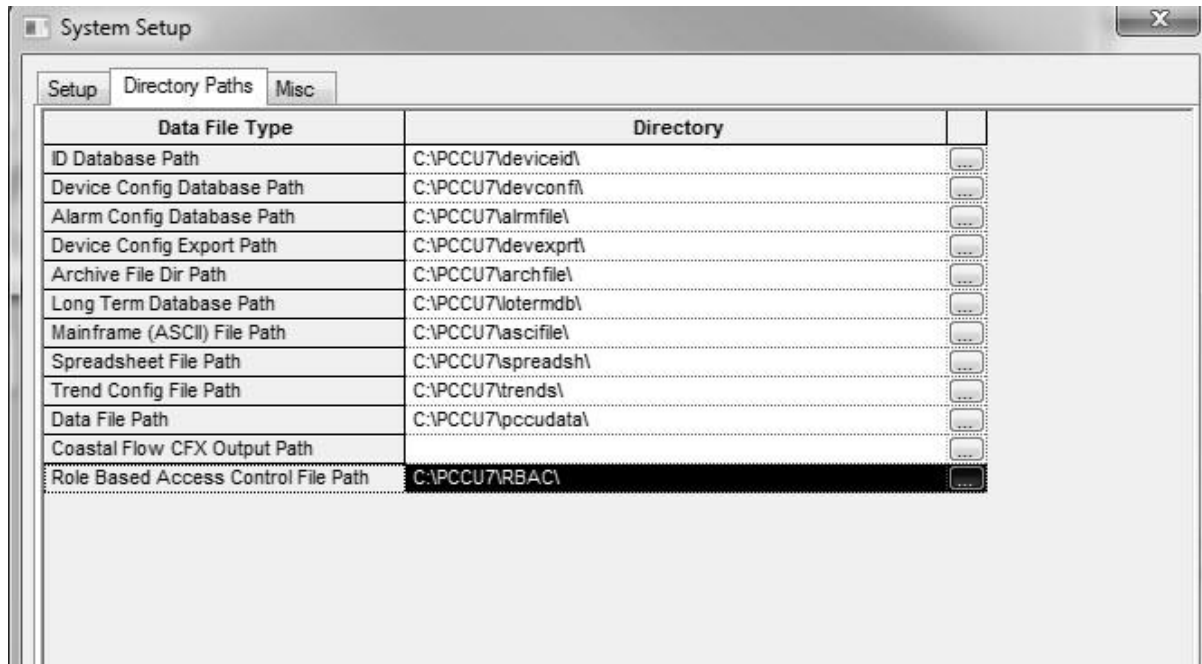 System Setup
Setup Directory Paths Misc
Data File Type Directory
ID Database Path C:\PCCU7\deviceid\ ...
Device Config Database Path C:\PCCU7\devconfi\ ...
Alarm Config Database Path C:\PCCU7\alrmfile\ ...
Device Config Export Path C:\PCCU7\devexprt\ ...
Archive File Dir Path C:\PCCU7\archfile\ ...
Long Term Database Path C:\PCCU7\lotermdb\ ...
Mainframe (ASCII) File Path C:\PCCU7\ascifile\ ...
Spreadsheet File Path C:\PCCU7\spreadsh\ ...
Trend Config File Path C:\PCCU7\trends\ ...
Data File Path C:\PCCU7\pccudata\ ...
Coastal Flow CFX Output Path ...
Role Based Access Control File Path C:\PCCU7\RBAC\ ...